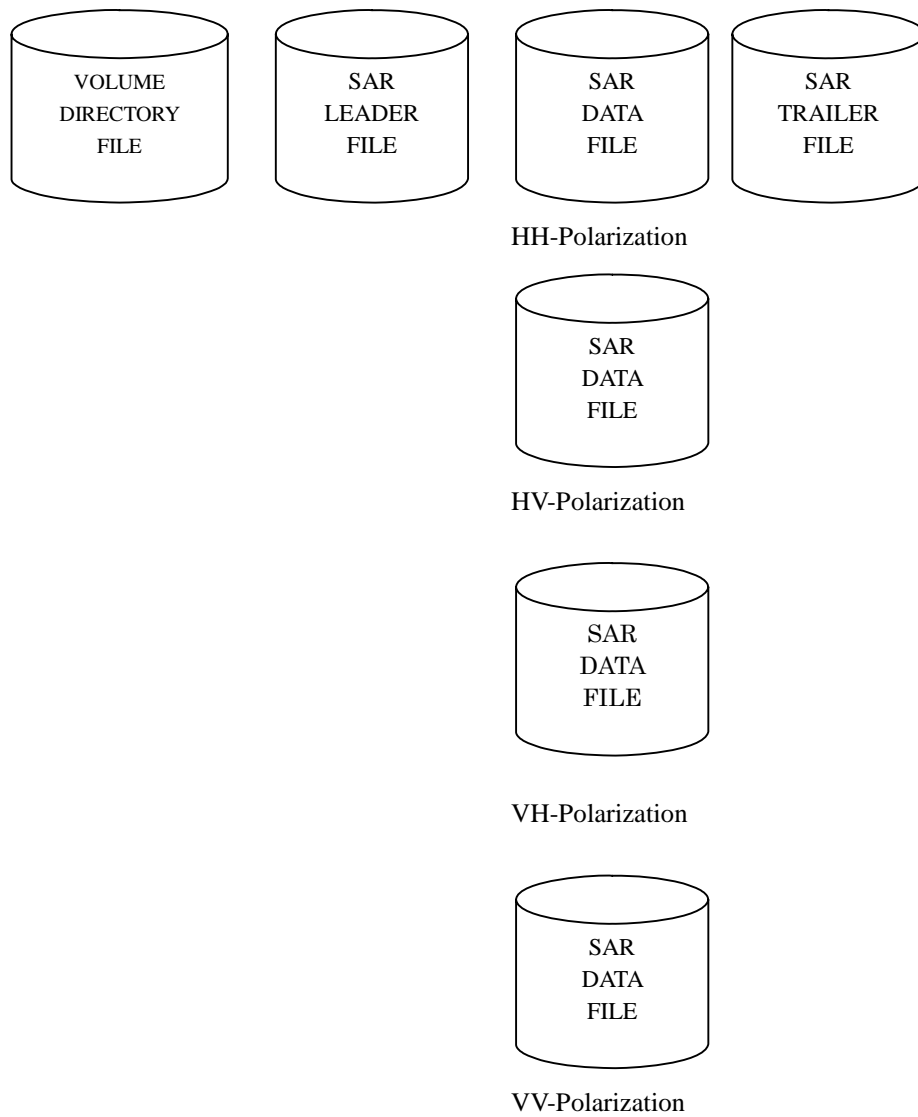 VOLUME
DIRECTORY
FILE
SAR
LEADER
FILE
SAR
DATA
FILE
SAR
TRAILER
FILE
HH-Polarization
SAR
DATA
FILE
HV-Polarization
SAR
DATA
FILE
VH-Polarization
SAR
DATA
FILE
VV-Polarization